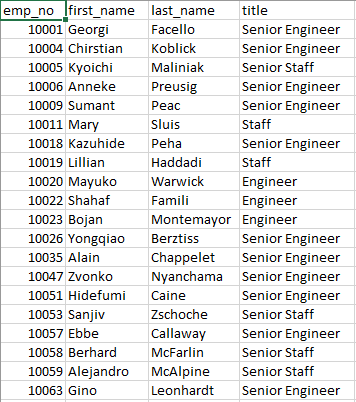 emp_no first_name last_name title
10001 Georgi Facello Senior Engineer
10004 Chirstian Koblick Senior Engineer
10005 Kyoichi Maliniak Senior Staff
10006 Anneke Preusig Senior Engineer
10009 Sumant Peac Senior Engineer
10011 Mary Sluis Staff
10018 Kazuhide Peha Senior Engineer
10019 Lillian Haddadi Staff
10020 Mayuko Warwick Engineer
10022 Shahaf Famili Engineer
10023 Bojan Montemayor Engineer
10026 Yongqiao Berztiss Senior Engineer
10035 Alain Chappelet Senior Engineer
10047 Zvonko Nyanchama Senior Engineer
10051 Hidefumi Caine Senior Engineer
10053 Sanjiv Zschoche Senior Staff
10057 Ebbe Callaway Senior Engineer
10058 Berhard McFarlin Senior Staff
10059 Alejandro McAlpine Senior Staff
10063 Gino Leonhardt Senior Engineer